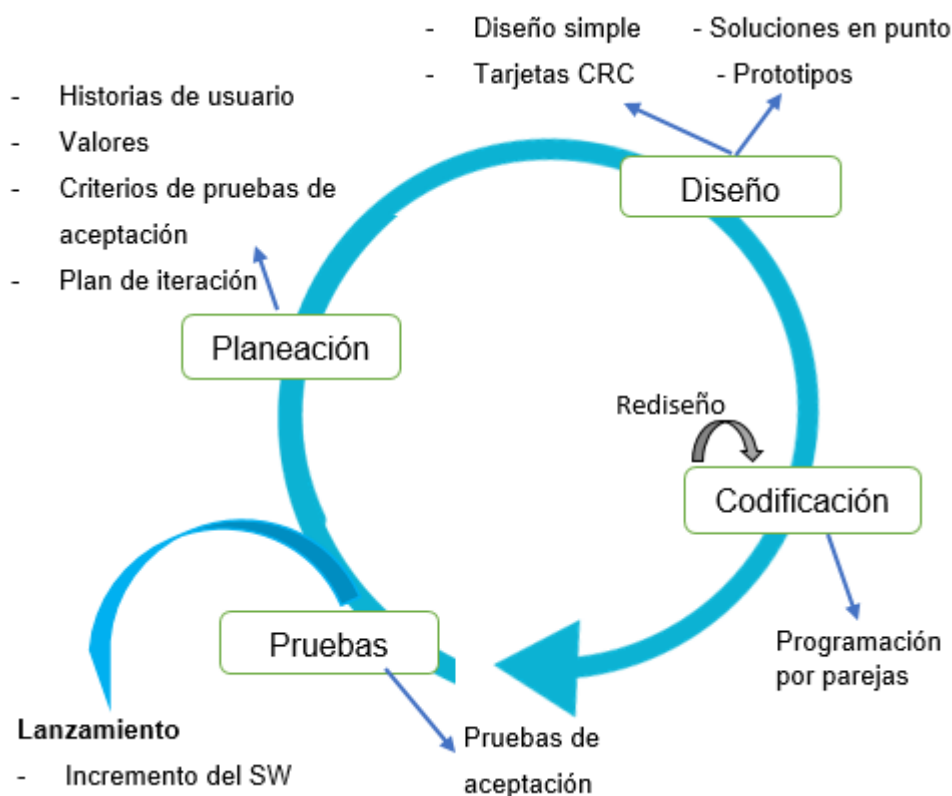 - Diseño simple - Soluciones en punto
- Tarjetas CRC - Prototipos
- Historias de usuario
- Valores
- Criterios de pruebas de
aceptación
- Plan de iteración
Diseño
Planeación
Rediseño
Codificación
Programación
por parejas
Pruebas
Pruebas de
aceptación
Lanzamiento
- Incremento del SW